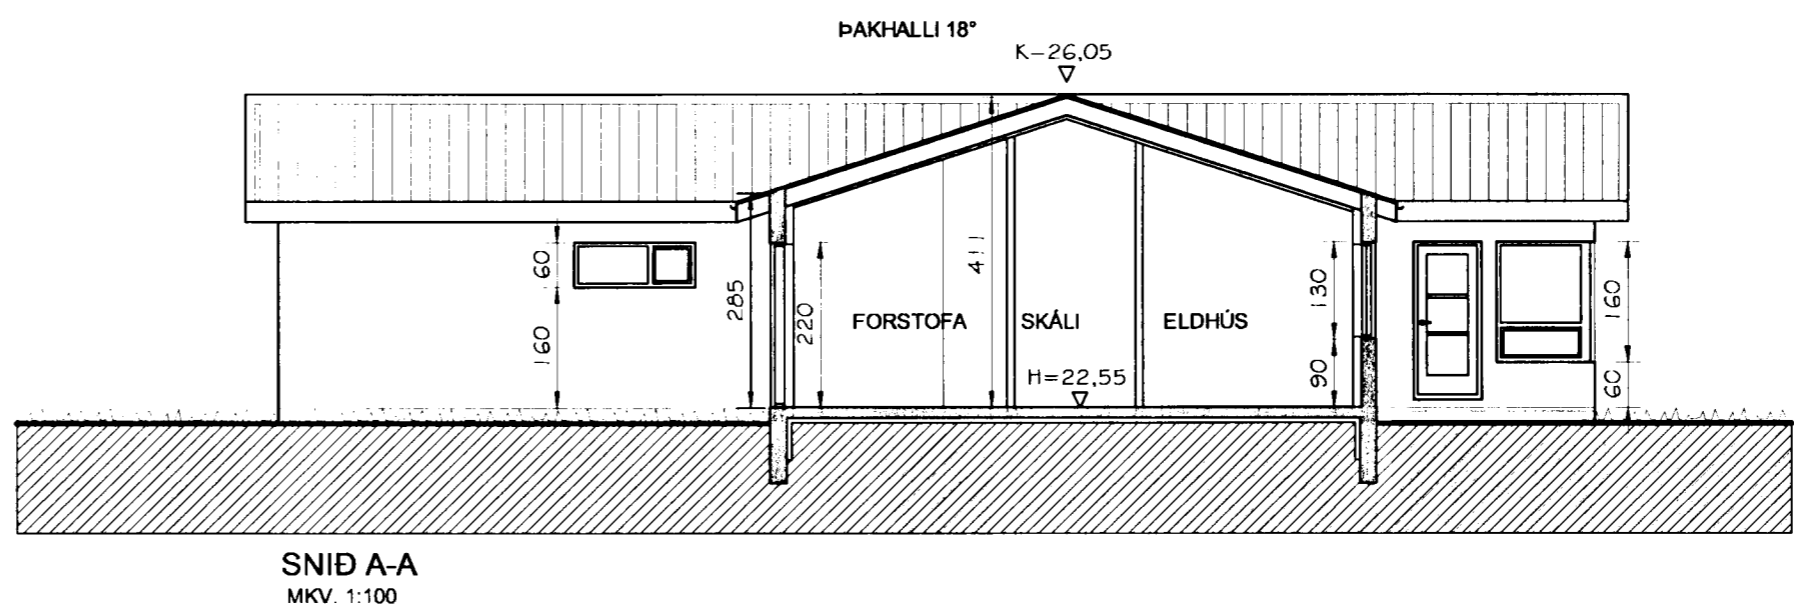 ÞAKHALLI 18°
K-26,05
60
160
285
220
411
FORSTOFA
SKÁLI
ELDHÚS
H=22,55
130
90
160
60
SNIÐ A-A
MKV. 1:100